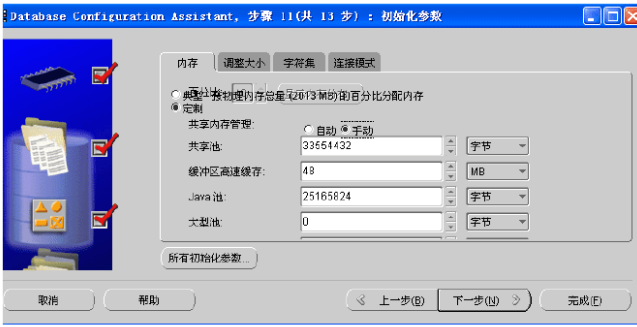 Database Configuration Assistant, 步骤 11(共 13 步) : 初始化参数
内存 调整大小 字符集 连接模式
典型 - 按物理内存总量 (2613 MB) 的百分比分配内存
定制
共享内存管理: 自动 手动
共享池: 33554432 字节
缓冲区高速缓存: 48 MB
Java 池: 25165824 字节
大型池: 0 字节
所有初始化参数...
取消 帮助 上一步(B) 下一步(N) 完成(F)